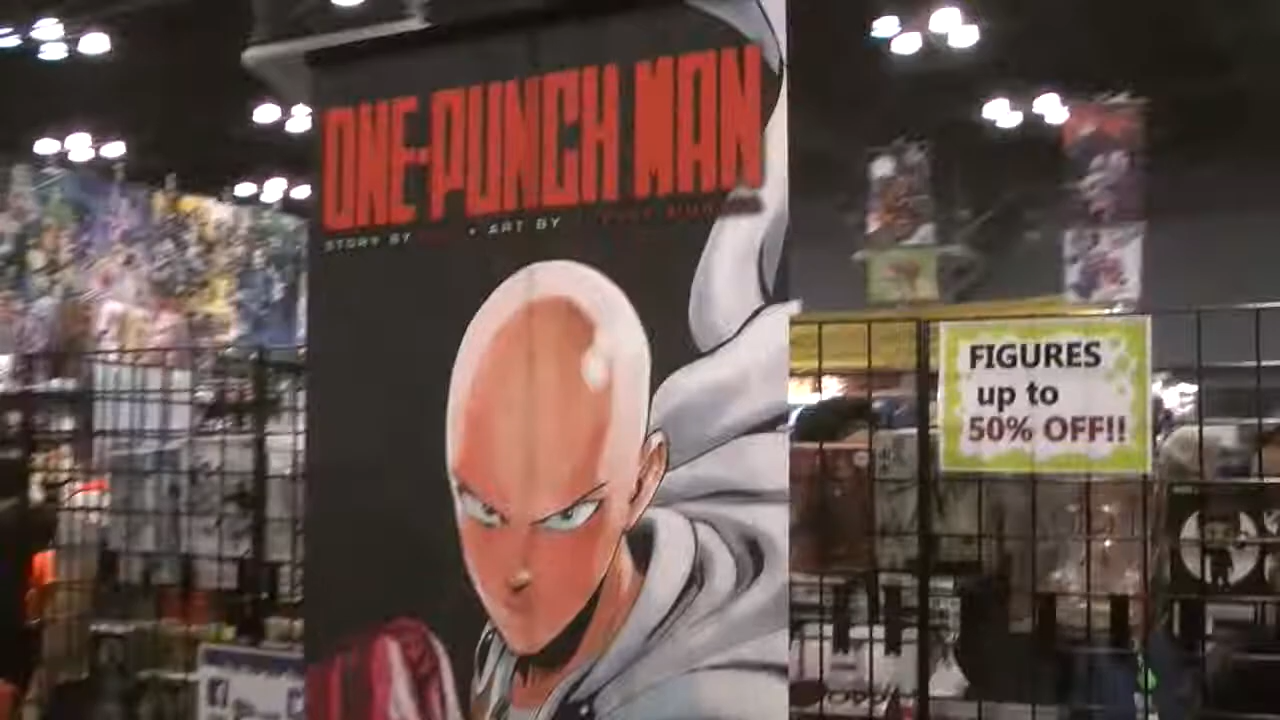 ONE-PUNCH MAN
STORY BY • ART BY
FIGURES
up to
50% OFF!!